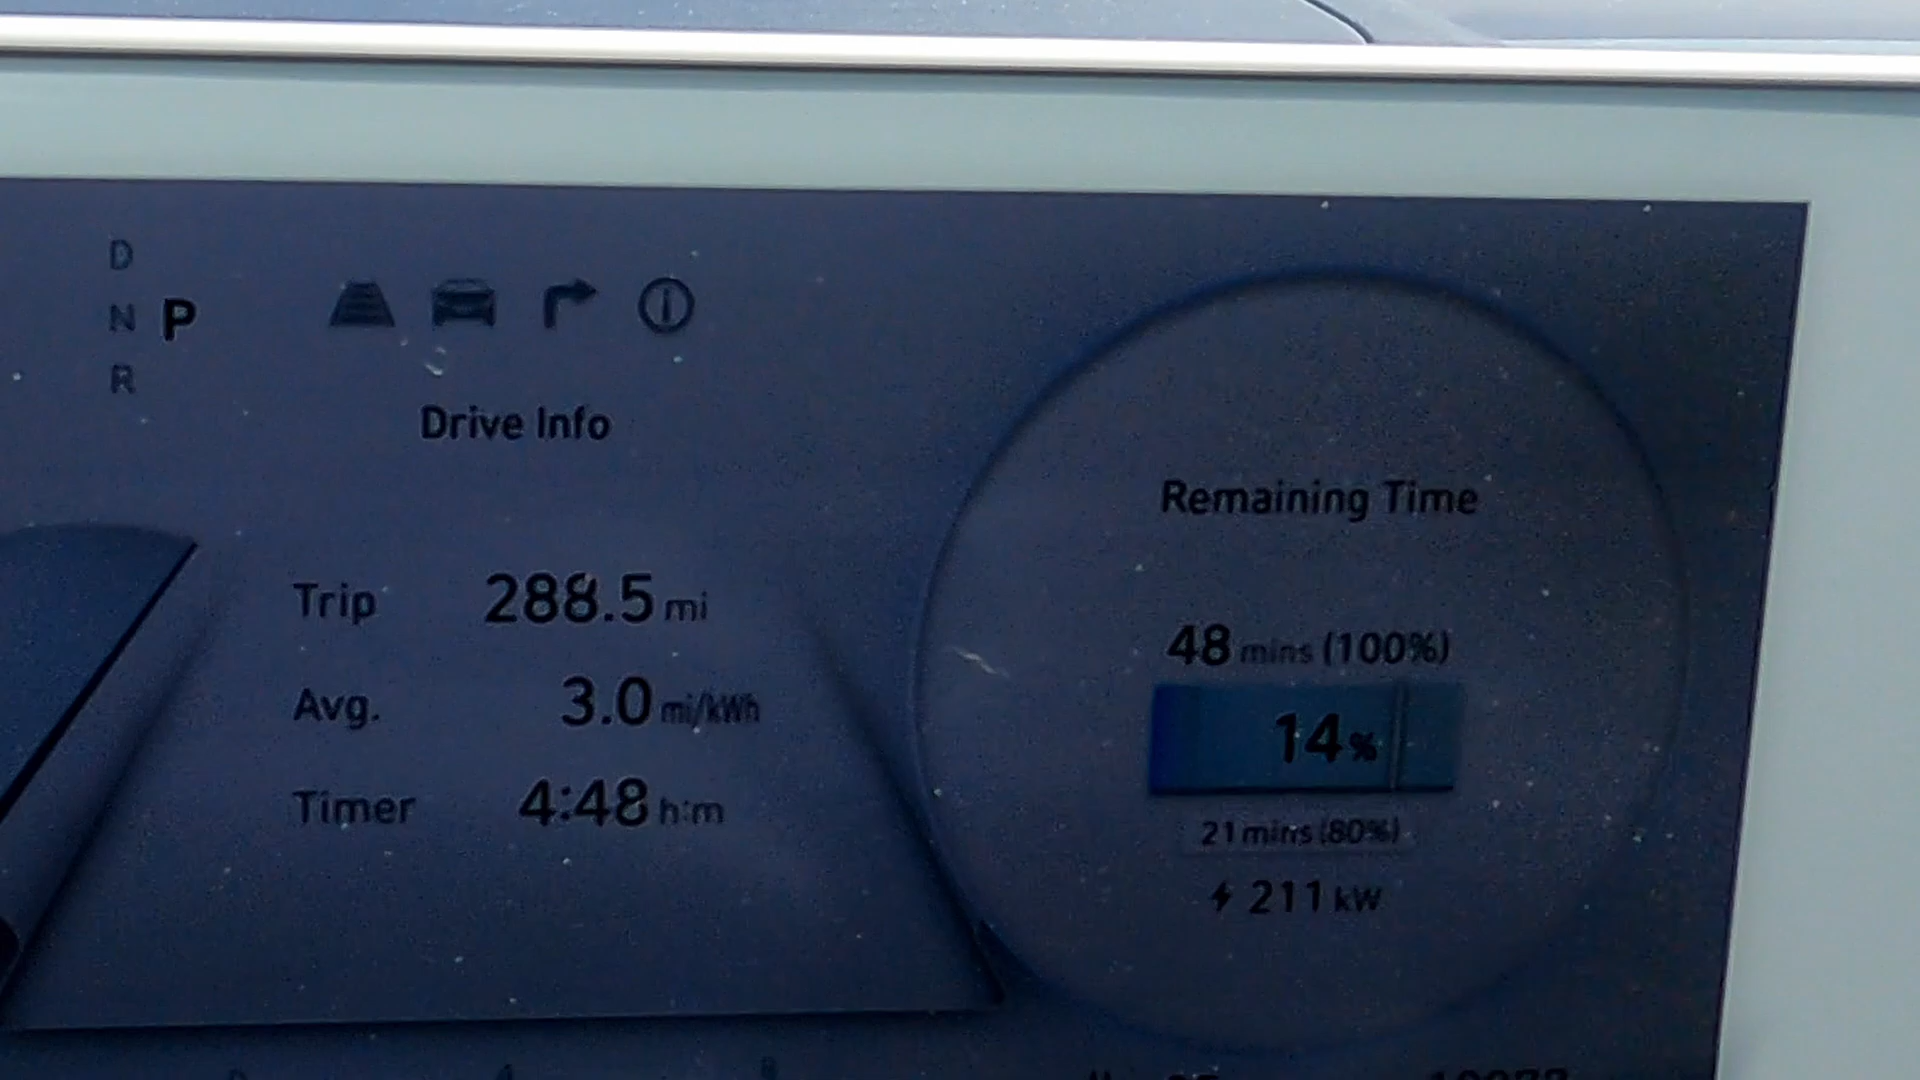 D
N P
R
Drive Info
Trip 288.5 mi
Avg. 3.0 mi/kWh
Timer 4:48 h:m
Remaining Time
48 mins (100%)
14%
21 mins (80%)
211 kW